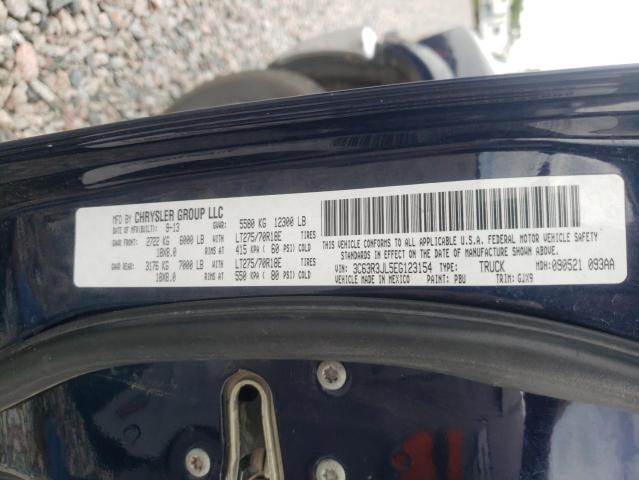 MFD BY CHRYSLER GROUP LLC
DATE OF MFR(BUILT): 9-13 GVWR: 5580 KG 12300 LB
GAWR FRONT: 2722 KG 6000 LB WITH LT275/70R18E TIRES
18X8.0 RIMS AT 415 KPA ( 60 PSI) COLD
GAWR REAR: 3176 KG 7000 LB WITH LT275/70R18E TIRES
18X8.0 RIMS AT 550 KPA ( 80 PSI) COLD
THIS VEHICLE CONFORMS TO ALL APPLICABLE U.S.A. FEDERAL MOTOR VEHICLE SAFETY
STANDARDS IN EFFECT ON THE DATE OF MANUFACTURE SHOWN ABOVE.
VIN: 3C63R3JL5EG123154 TYPE: TRUCK MDH: 090521 093AA
VEHICLE MADE IN MEXICO PAINT: PBU TRIM: GJX9